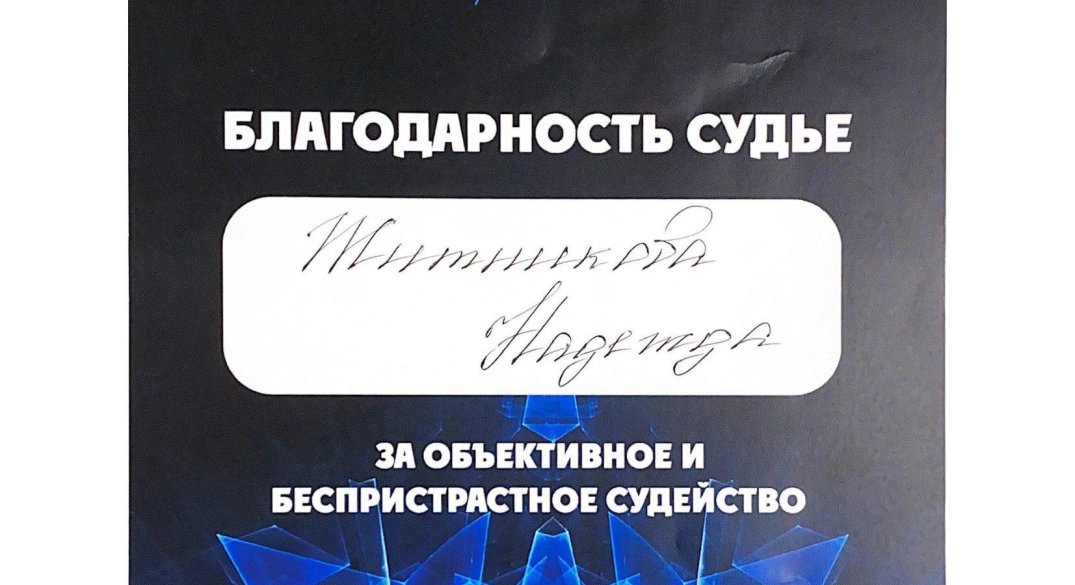 БЛАГОДАРНОСТЬ СУДЬЕ
Житникова
Надежда
ЗА ОБЪЕКТИВНОЕ И
БЕСПРИСТРАСТНОЕ СУДЕЙСТВО